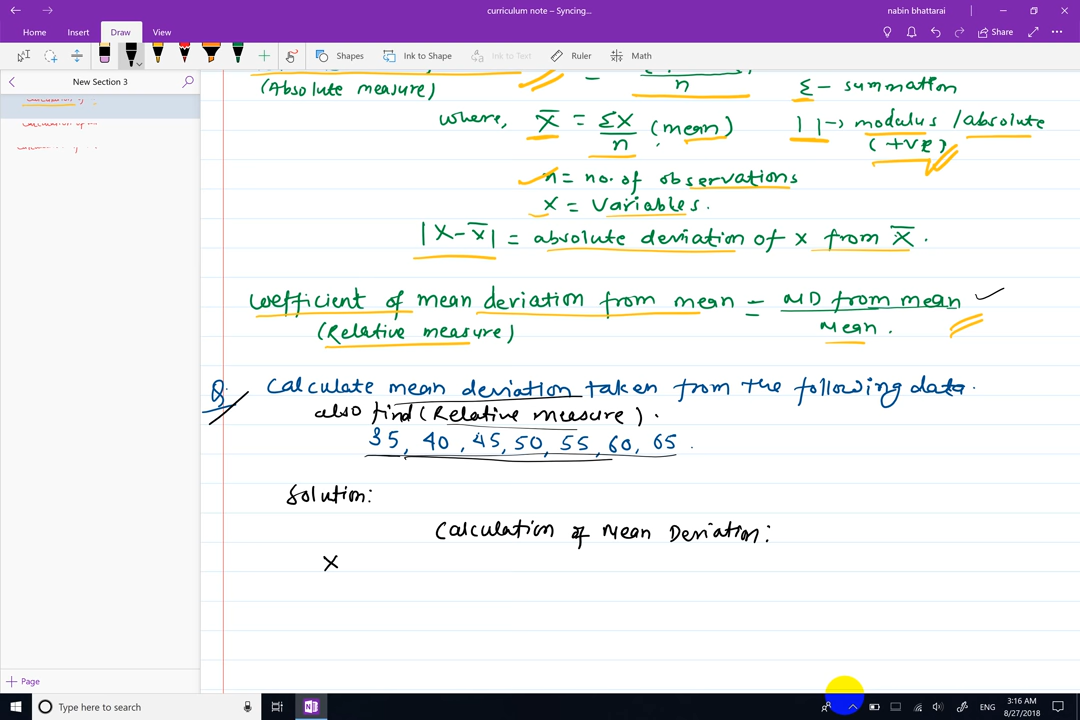 curriculum note – Syncing...
nabin bhattarai
Home Insert Draw View
Share
Shapes Ink to Shape Ink to Text Ruler Math
New Section 3
(Absolute measure) = n
Σ – summation
where, X̄ = ΣX/n (mean)
| | → modulus / absolute
(+ve)
n = no. of observations
X = Variables.
|X – X̄| = absolute deviation of X from X̄.
coefficient of mean deviation from mean = MD from mean / Mean.
(Relative measure)
Q. Calculate mean deviation taken from the following data.
also find (Relative measure).
35, 40, 45, 50, 55, 60, 65.
Solution:
Calculation of Mean Deviation:
X
+ Page
Type here to search
ENG
3:16 AM
8/27/2018